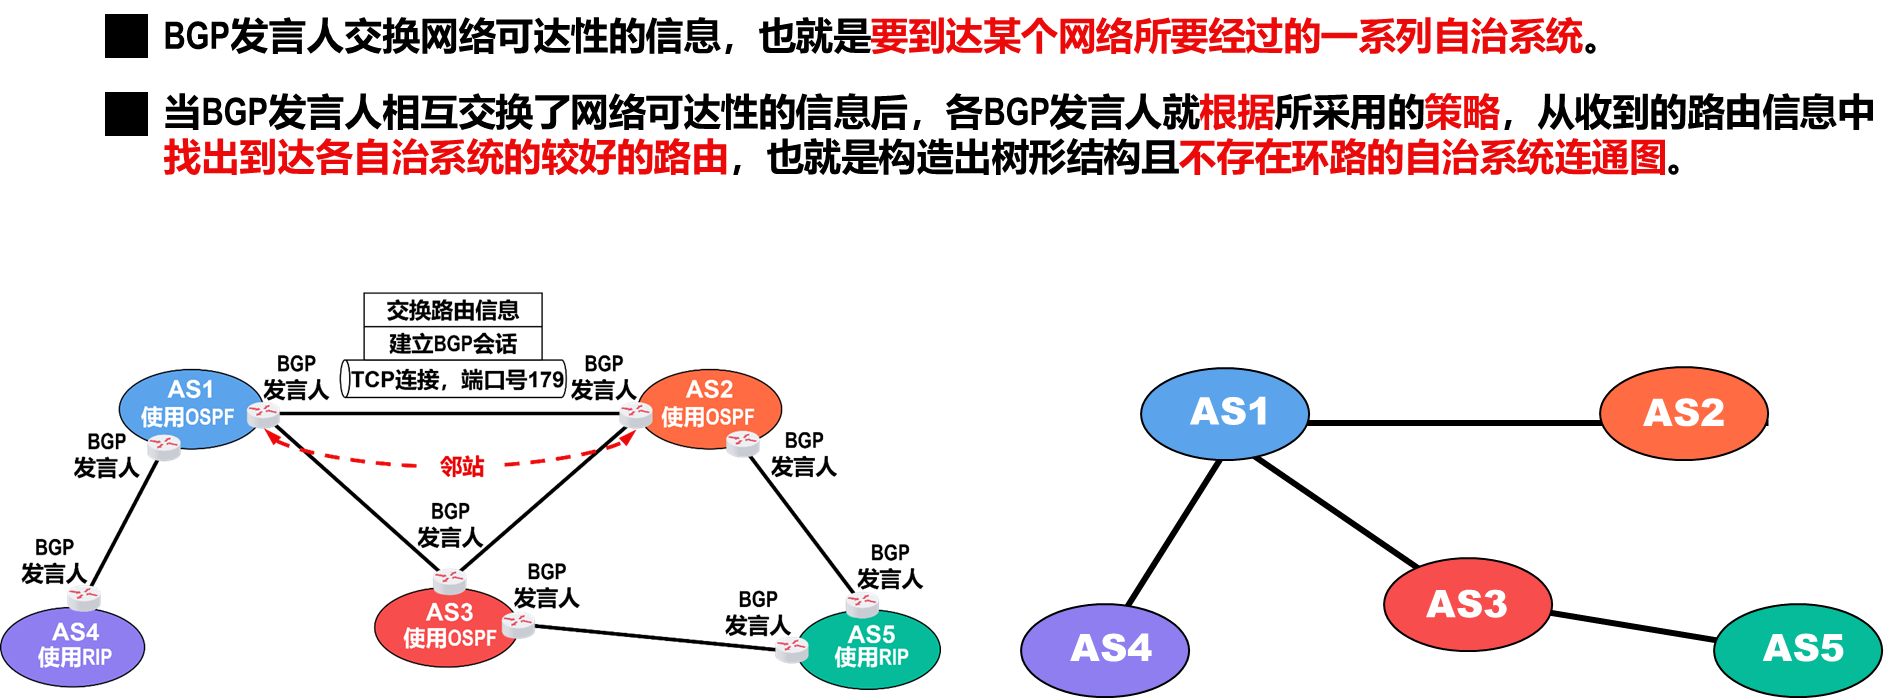 BGP发言人交换网络可达性的信息，也就是要到达某个网络所要经过的一系列自治系统。
当BGP发言人相互交换了网络可达性的信息后，各BGP发言人就根据所采用的策略，从收到的路由信息中
找出到达各自治系统的较好的路由，也就是构造出树形结构且不存在环路的自治系统连通图。
交换路由信息
建立BGP会话
TCP连接，端口号179
BGP
发言人
BGP
发言人
AS1
使用OSPF
AS2
使用OSPF
BGP
发言人
BGP
发言人
邻站
BGP
发言人
BGP
发言人
BGP
发言人
BGP
发言人
BGP
发言人
AS4
使用RIP
AS3
使用OSPF
AS5
使用RIP
AS1
AS2
AS3
AS4
AS5